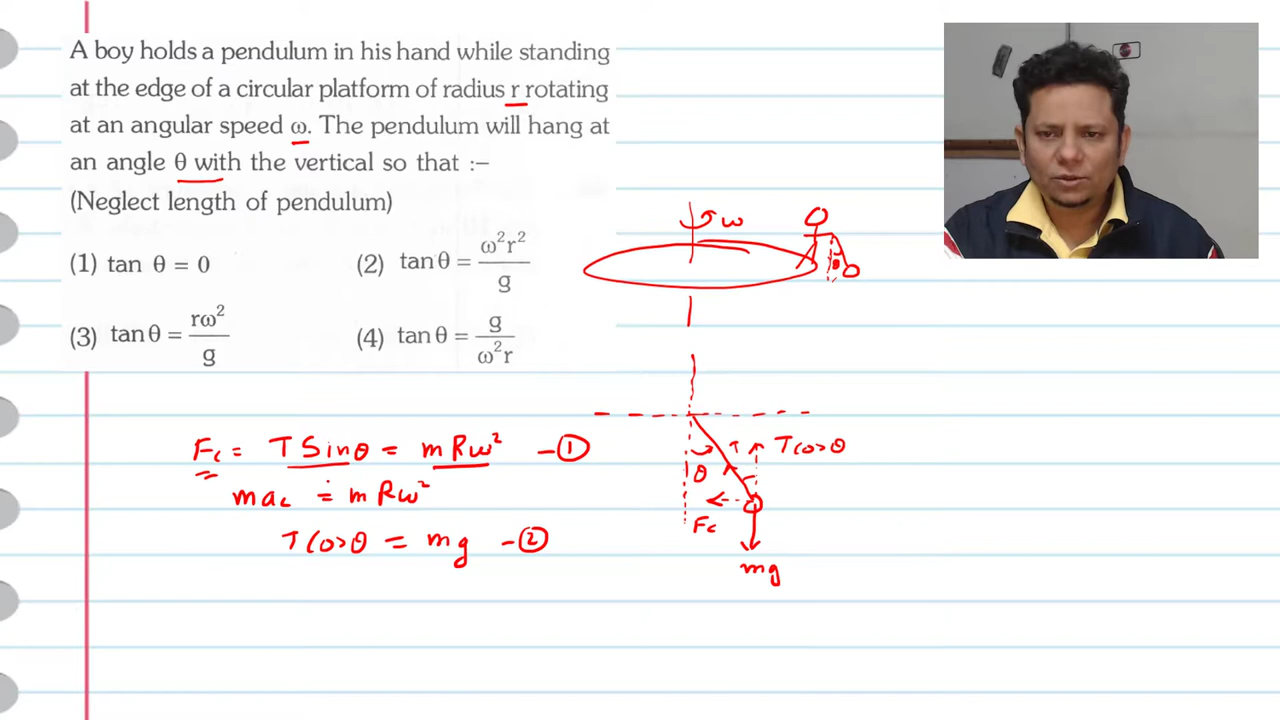 A boy holds a pendulum in his hand while standing
at the edge of a circular platform of radius r rotating
at an angular speed ω. The pendulum will hang at
an angle θ with the vertical so that :–
(Neglect length of pendulum)
(1) tan θ = 0
(2) tanθ = ω²r²/g
(3) tanθ = rω²/g
(4) tanθ = g/ω²r
ω
θ
Fc = T Sinθ = mRω² –①
mac = mRω²
T Cosθ = mg –②
T Cosθ
θ
Fc
mg